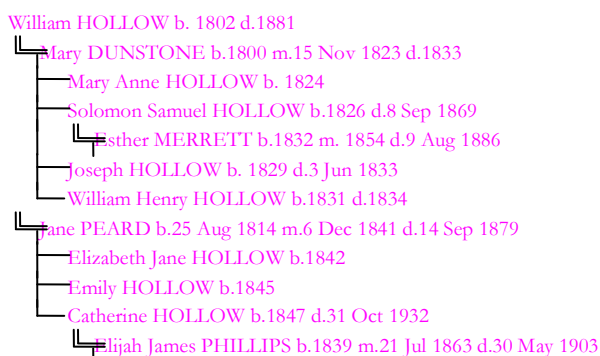 William HOLLOW b. 1802 d.1881
Mary DUNSTONE b.1800 m.15 Nov 1823 d.1833
Mary Anne HOLLOW b. 1824
Solomon Samuel HOLLOW b.1826 d.8 Sep 1869
Esther MERRETT b.1832 m. 1854 d.9 Aug 1886
Joseph HOLLOW b. 1829 d.3 Jun 1833
William Henry HOLLOW b.1831 d.1834
Jane PEARD b.25 Aug 1814 m.6 Dec 1841 d.14 Sep 1879
Elizabeth Jane HOLLOW b.1842
Emily HOLLOW b.1845
Catherine HOLLOW b.1847 d.31 Oct 1932
Elijah James PHILLIPS b.1839 m.21 Jul 1863 d.30 May 1903